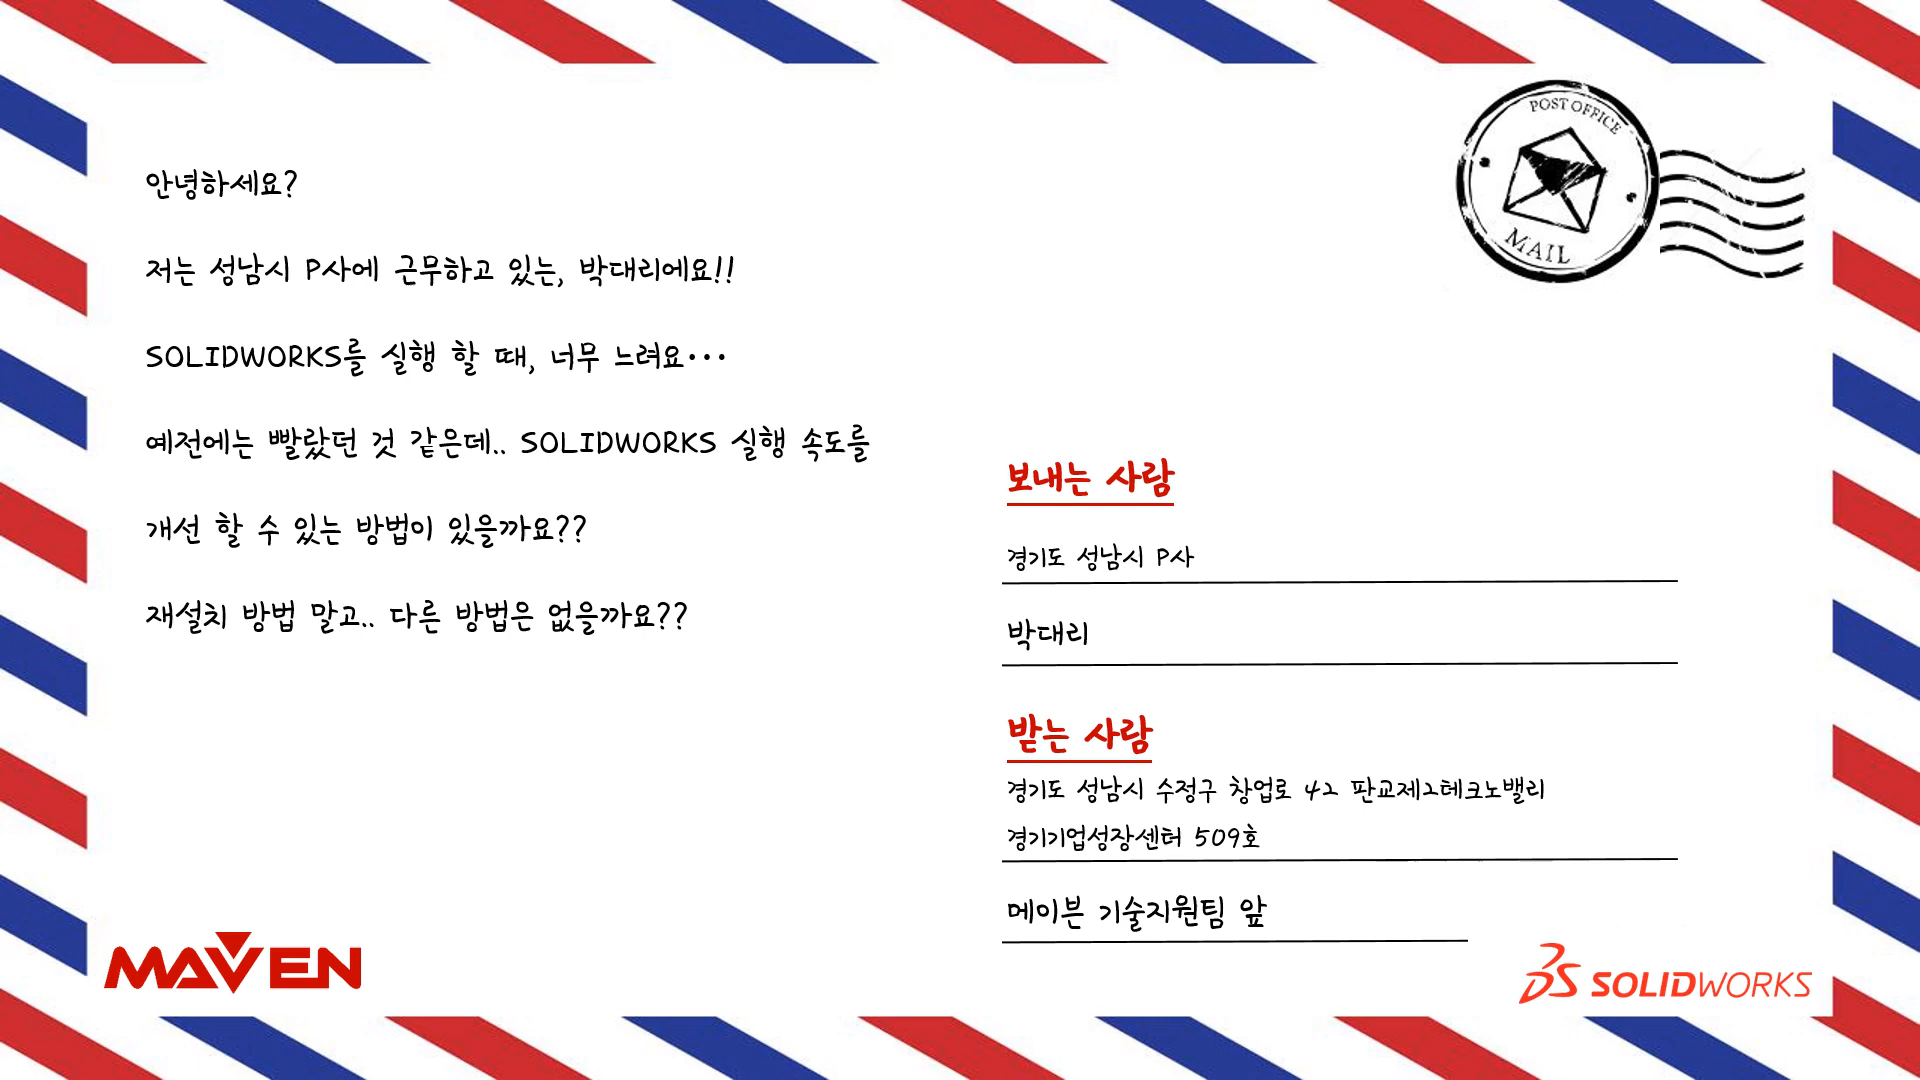 POST OFFICE
MAIL
안녕하세요?
저는 성남시 P사에 근무하고 있는, 박대리에요!!
SOLIDWORKS를 실행 할 때, 너무 느려요···
예전에는 빨랐던 것 같은데.. SOLIDWORKS 실행 속도를
개선 할 수 있는 방법이 있을까요??
재설치 방법 말고.. 다른 방법은 없을까요??
보내는 사람
경기도 성남시 P사
박대리
받는 사람
경기도 성남시 수정구 창업로 42 판교제2테크노밸리
경기기업성장센터 509호
메이븐 기술지원팀 앞
MAVEN
3DS SOLIDWORKS